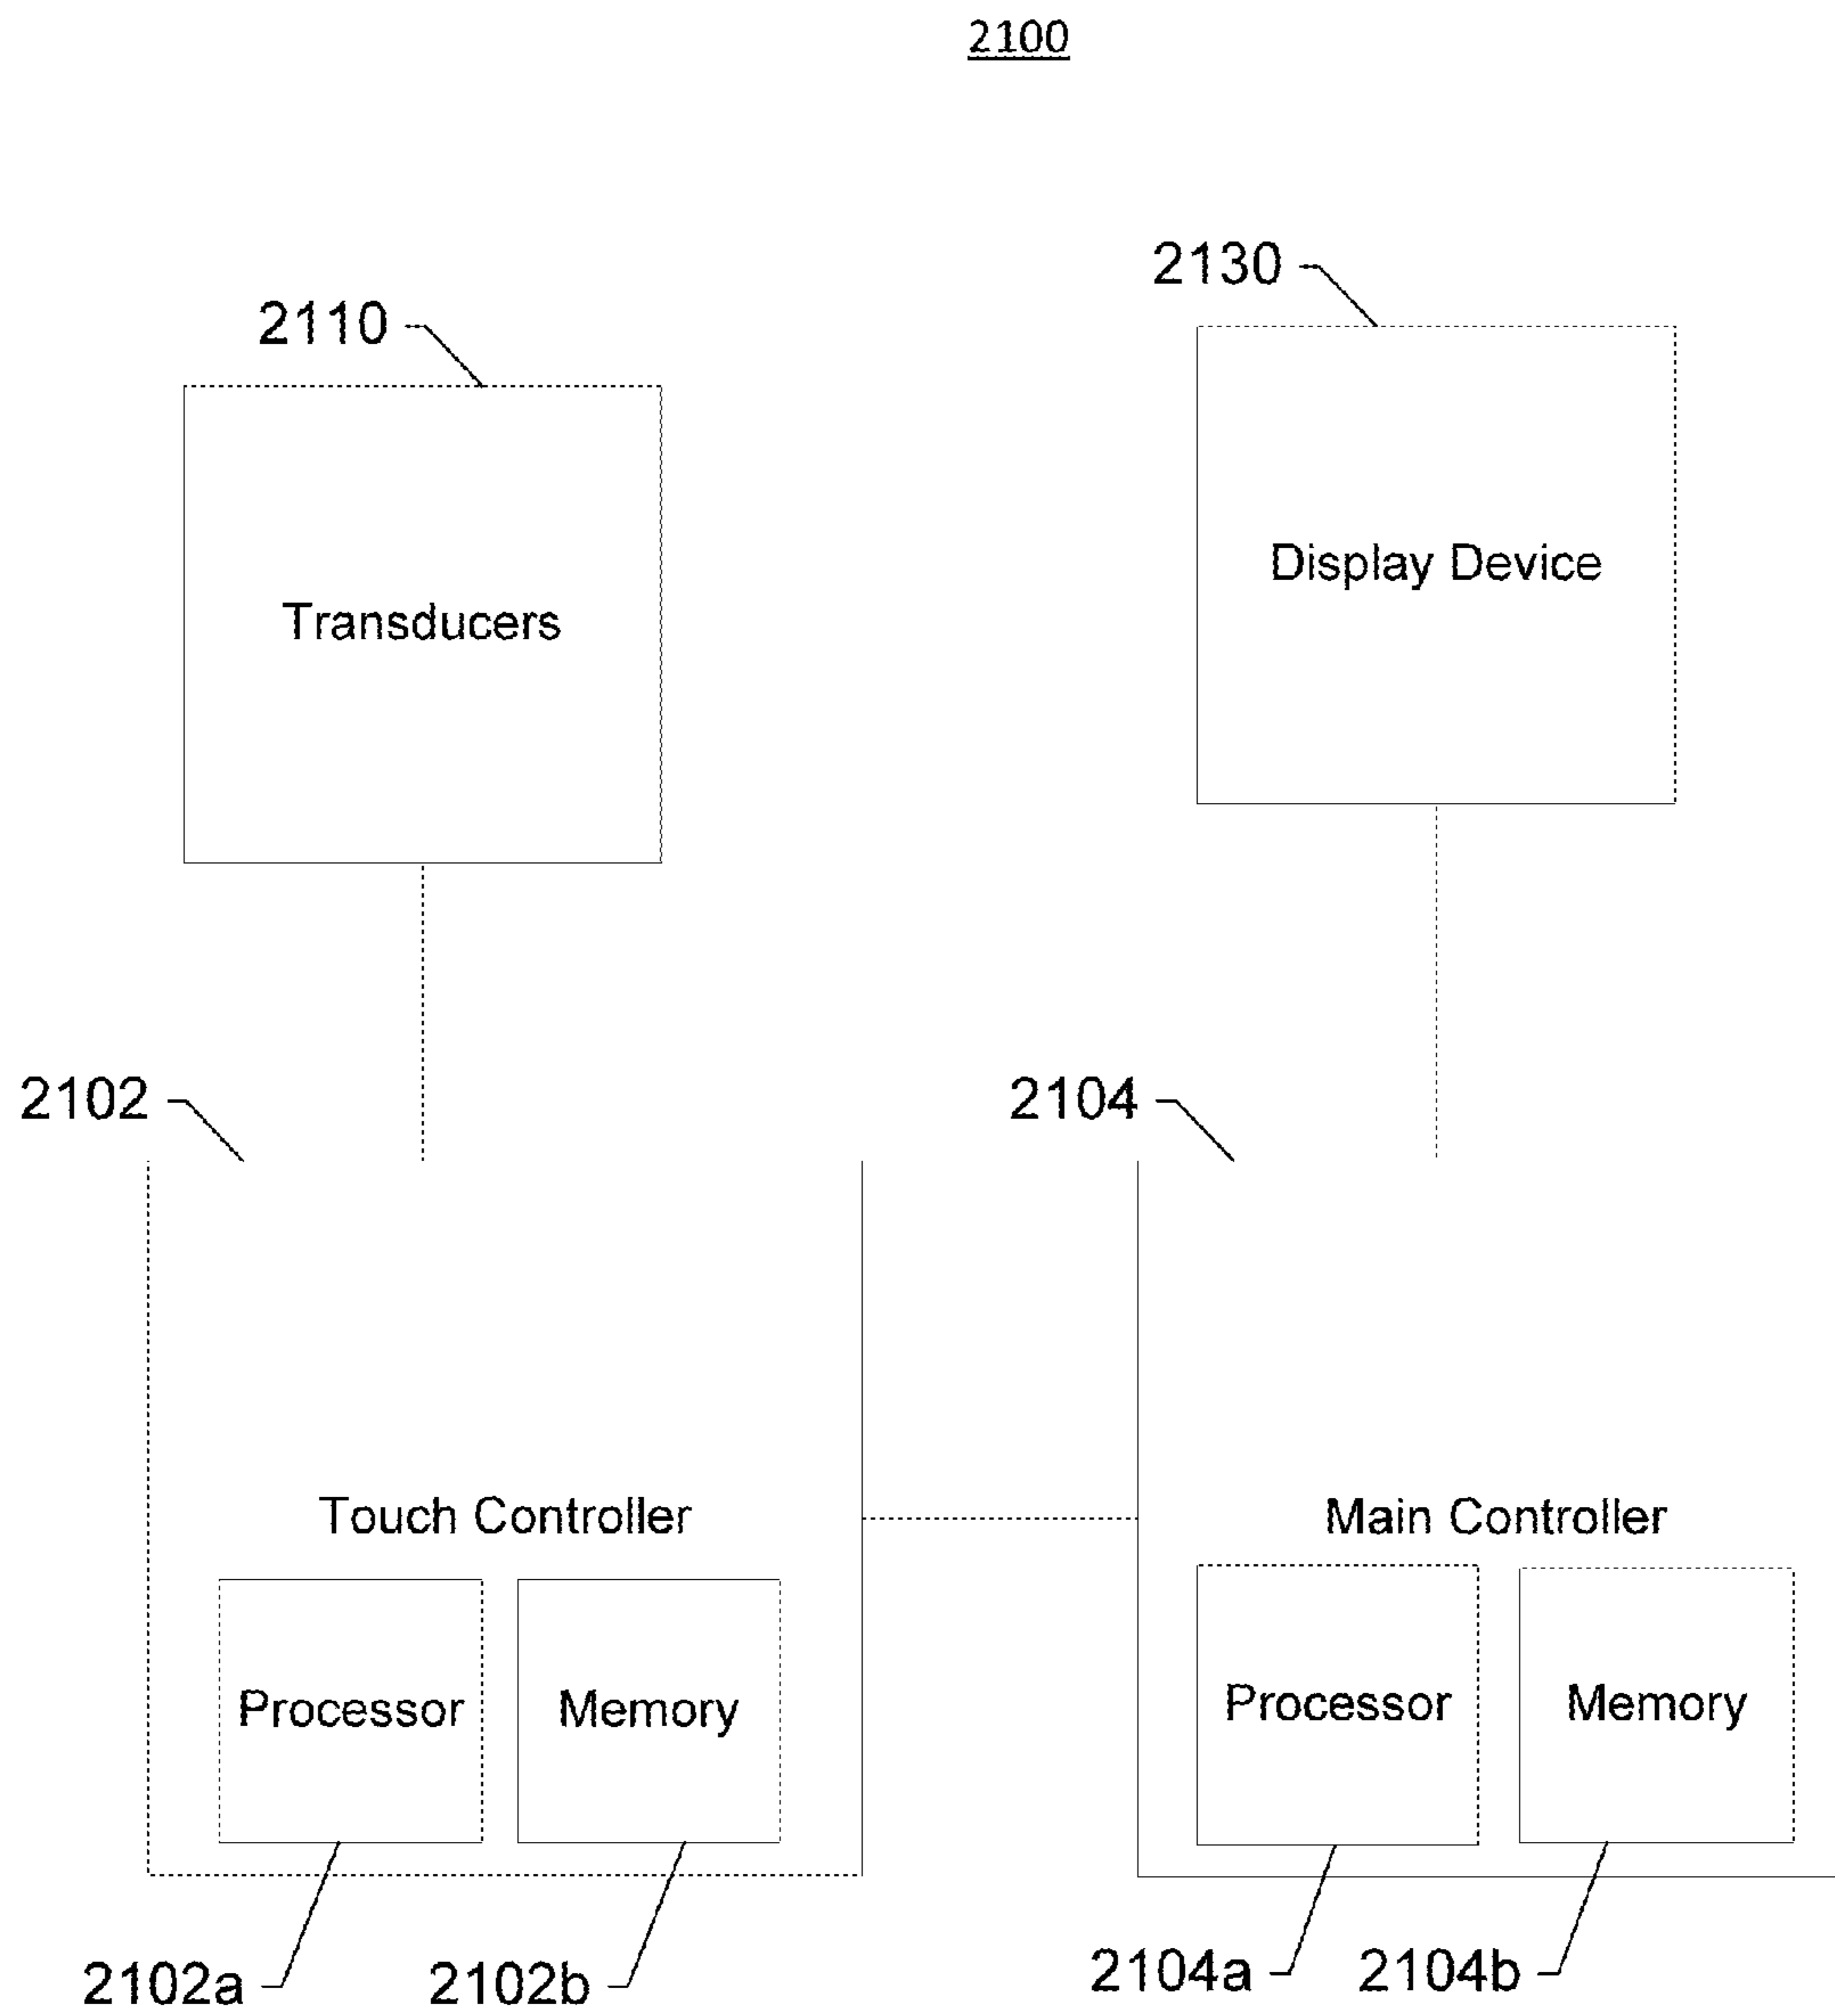 2100
2130
2110
Display Device
Transducers
2102
2104
Touch Controller
Main Controller
Processor
Memory
Processor
Memory
2102a
2102b
2104a
2104b